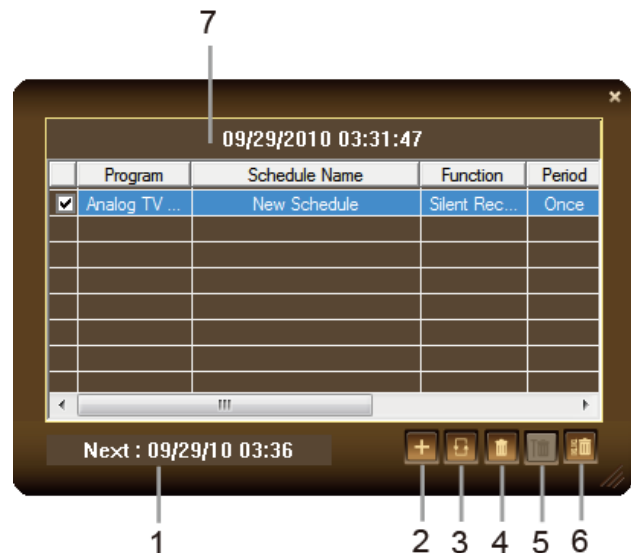 7
09/29/2010 03:31:47
Program Schedule Name Function Period
Analog TV ... New Schedule Silent Rec... Once
Next : 09/29/10 03:36
1 2 3 4 5 6